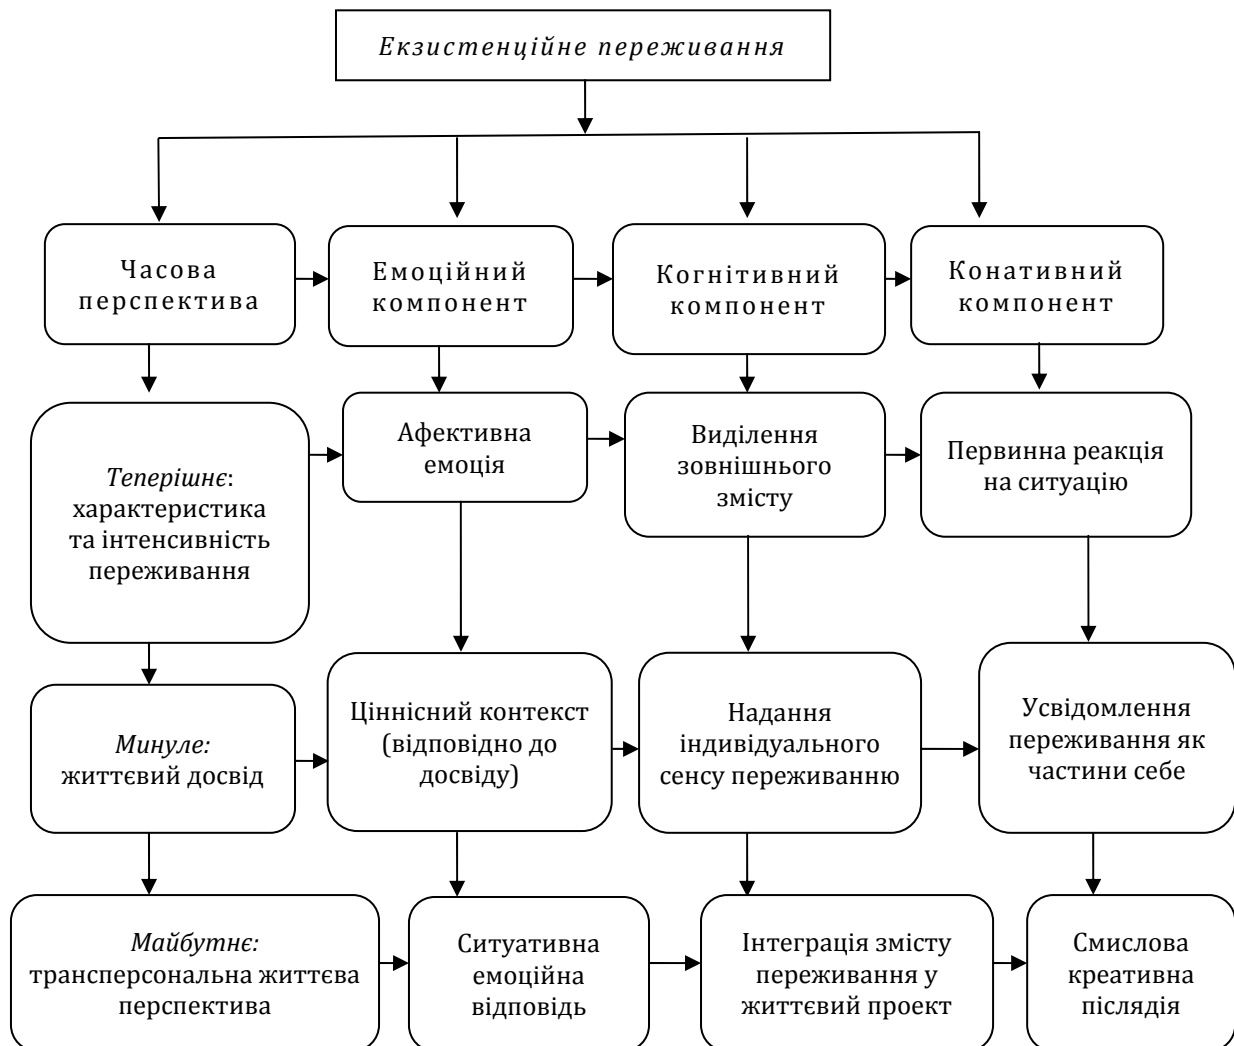 Екзистенційне переживання
Часова
перспектива
Емоційний
компонент
Когнітивний
компонент
Конативний
компонент
Теперішнє:
характеристика
та інтенсивність
переживання
Афективна
емоція
Виділення
зовнішнього
змісту
Первинна реакція
на ситуацію
Минуле:
життєвий досвід
Ціннісний контекст
(відповідно до
досвіду)
Надання
індивідуального
сенсу переживанню
Усвідомлення
переживання як
частини себе
Майбутнє:
трансперсональна життєва
перспектива
Ситуативна
емоційна
відповідь
Інтеграція змісту
переживання у
життєвий проект
Смислова
креативна
післядія